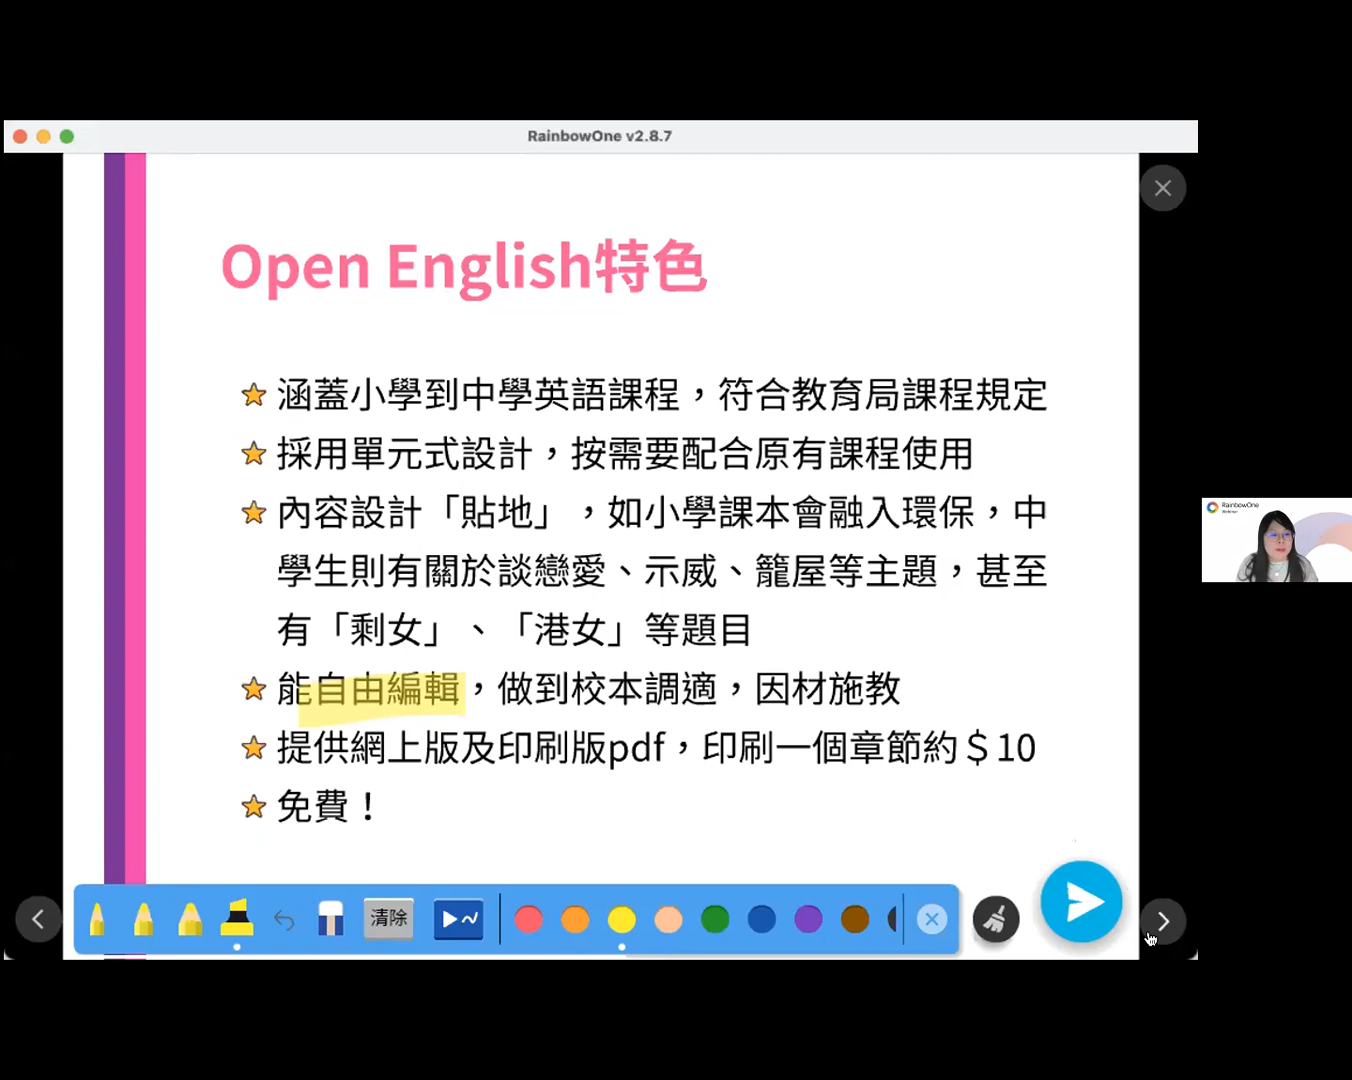 RainbowOne v2.8.7
Open English特色
涵蓋小學到中學英語課程，符合教育局課程規定
採用單元式設計，按需要配合原有課程使用
內容設計「貼地」，如小學課本會融入環保，中
學生則有關於談戀愛、示威、籠屋等主題，甚至
有「剩女」、「港女」等題目
能自由編輯，做到校本調適，因材施教
提供網上版及印刷版pdf，印刷一個章節約＄10
免費！
清除
RainbowOne
Webinar